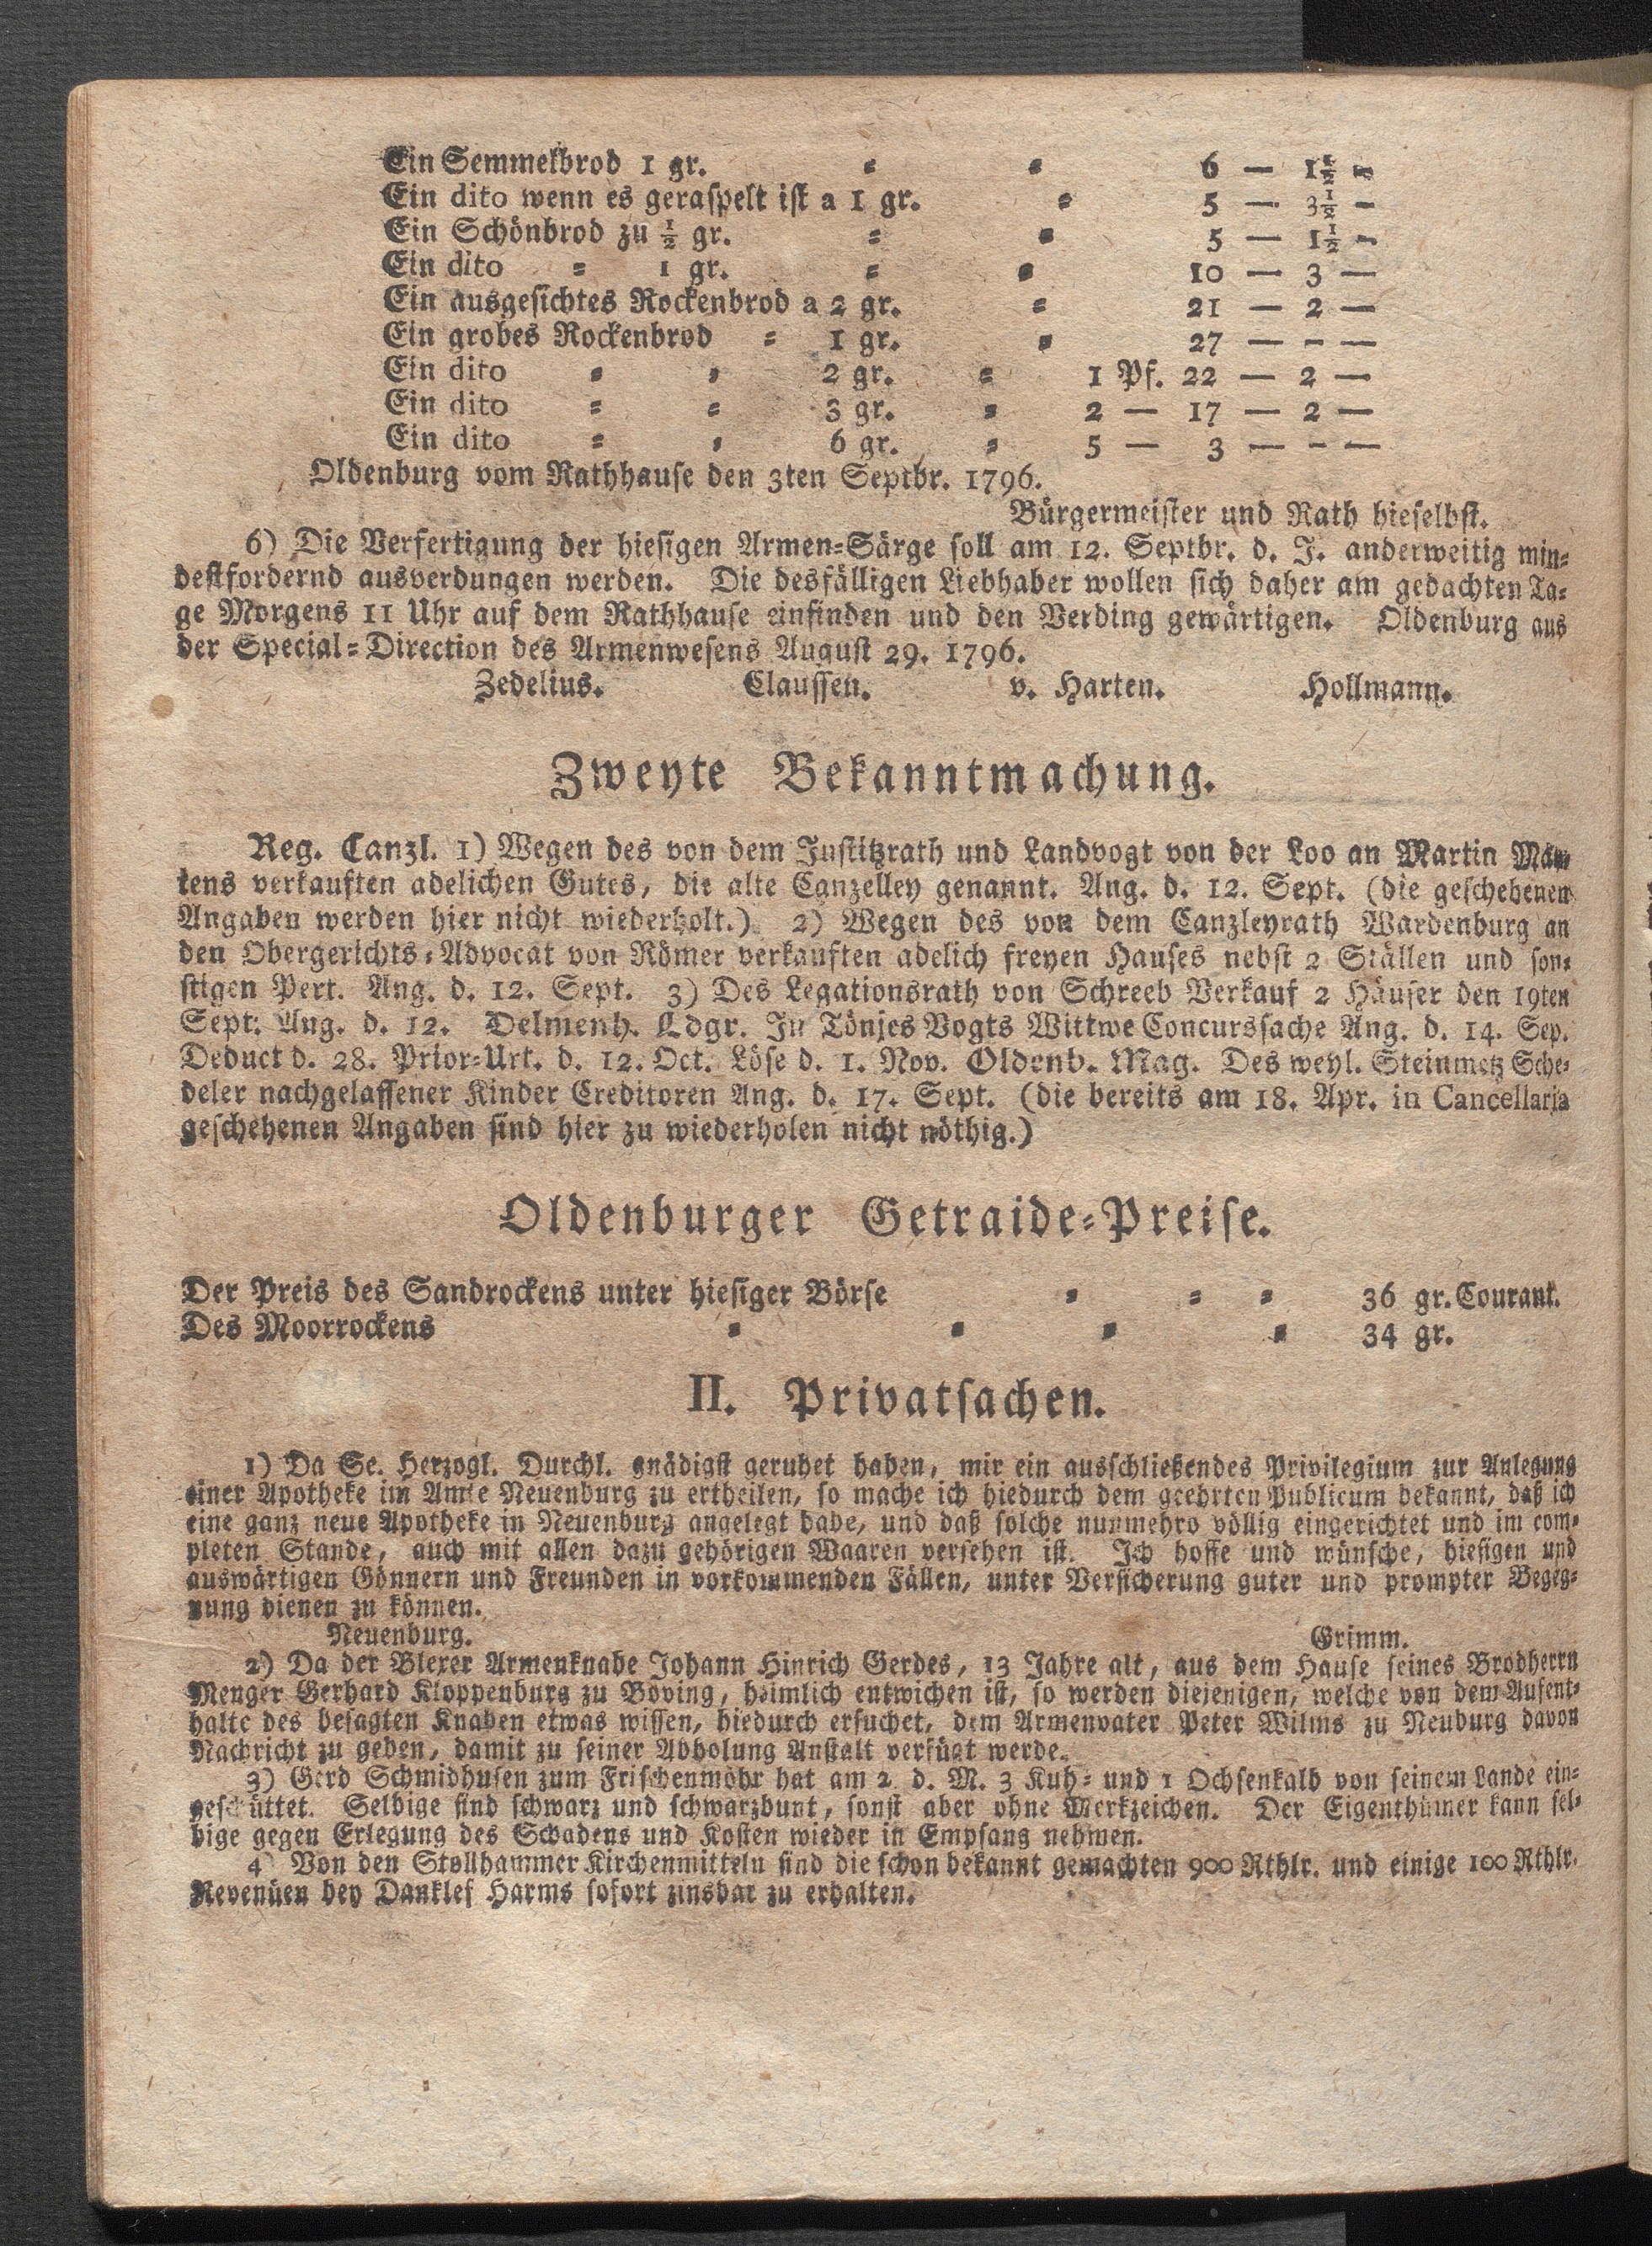 Ein Semmelbrod 1 gr. = = 6 — 1½ —
Ein dito wenn es geraspelt ist a 1 gr. = 5 — 3½ —
Ein Schönbrod zu ½ gr. = = 5 — 1½ —
Ein dito = 1 gr. = = 10 — 3 —
Ein ausgesichtes Rockenbrod a 2 gr. = 21 — 2 —
Ein grobes Rockenbrod = 1 gr. = 27 — - —
Ein dito = = 2 gr. = 1 Pf. 22 — 2 —
Ein dito = = 3 gr. = 2 — 17 — 2 —
Ein dito = = 6 gr. = 5 — 3 — - —
Oldenburg vom Rathhause den 3ten Septbr. 1796.
Bürgermeister und Rath hieselbst.
6) Die Verfertigung der hiesigen Armen=Särge soll am 12. Septbr. d. J. anderweitig min=
destfordernd ausverdungen werden. Die desfälligen Liebhaber wollen sich daher am gedachten Ta=
ge Morgens 11 Uhr auf dem Rathhause einfinden und den Verding gewärtigen. Oldenburg aus
der Special=Direction des Armenwesens August 29. 1796.
Zedelius. Claussen. v. Harten. Hollmann.
Zweyte Bekanntmachung.
Reg. Canzl. 1) Wegen des von dem Justitzrath und Landvogt von der Loo an Martin Mar=
tens verkauften adelichen Gutes, die alte Canzelley genannt. Ang. d. 12. Sept. (die geschehenen
Angaben werden hier nicht wiederholt.) 2) Wegen des von dem Canzleyrath Wardenburg an
den Obergerichts=Advocat von Römer verkauften adelich freyen Hauses nebst 2 Ställen und son=
stigen Pert. Ang. d. 12. Sept. 3) Des Legationsrath von Schreeb Verkauf 2 Häuser den 19ten
Sept. Ang. d. 12. Delmenh. Ldgr. In Tönjes Vogts Wittwe Concurssache Ang. d. 14. Sep.
Deduct d. 28. Prior=Urt. d. 12. Oct. Löse d. 1. Nov. Oldenb. Mag. Des weyl. Steinmetz Sche=
deler nachgelassener Kinder Creditoren Ang. d. 17. Sept. (die bereits am 18. Apr. in Cancellaria
geschehenen Angaben sind hier zu wiederholen nicht nöthig.)
Oldenburger Getraide=Preise.
Der Preis des Sandrockens unter hiesiger Börse = = = 36 gr. Courant.
Des Moorrockens = = = = 34 gr.
II. Privatsachen.
1) Da Se. Herzogl. Durchl. gnädigst geruhet haben, mir ein ausschließendes Privilegium zur Anlegung
einer Apotheke im Amte Neuenburg zu ertheilen, so mache ich hiedurch dem geehrten Publicum bekannt, daß ich
eine ganz neue Apotheke in Neuenburg angelegt habe, und daß solche nunmehro völlig eingerichtet und im com=
pleten Stande, auch mit allen dazu gehörigen Waaren versehen ist. Ich hoffe und wünsche, hiesigen und
auswärtigen Gönnern und Freunden in vorkommenden Fällen, unter Versicherung guter und prompter Begeg=
nung dienen zu können.
Neuenburg. Grimm.
2) Da der Blexer Armenknabe Johann Hinrich Gerdes, 13 Jahre alt, aus dem Hause seines Brodherrn
Menger Gerhard Kloppenburg zu Böving, heimlich entwichen ist, so werden diejenigen, welche von dem Aufent=
halte des besagten Knaben etwas wissen, hiedurch ersuchet, dem Armenvater Peter Wilms zu Neuburg davon
Nachricht zu geben, damit zu seiner Abholung Anstalt verfügt werde.
3) Gerd Schmidhusen zum Frischenmohr hat am 2. d. M. 3 Kuh= und 1 Ochsenkalb von seinem Lande ein=
geschüttet. Selbige sind schwarz und schwarzbunt, sonst aber ohne Merkzeichen. Der Eigenthümer kann sel=
bige gegen Erlegung des Schadens und Kosten wieder in Empfang nehmen.
4) Von den Stollhammer Kirchenmitteln sind die schon bekannt gemachten 900 Rthlr. und einige 100 Rthlr.
Revenüen bey Danklef Harms sofort zinsbar zu erhalten.